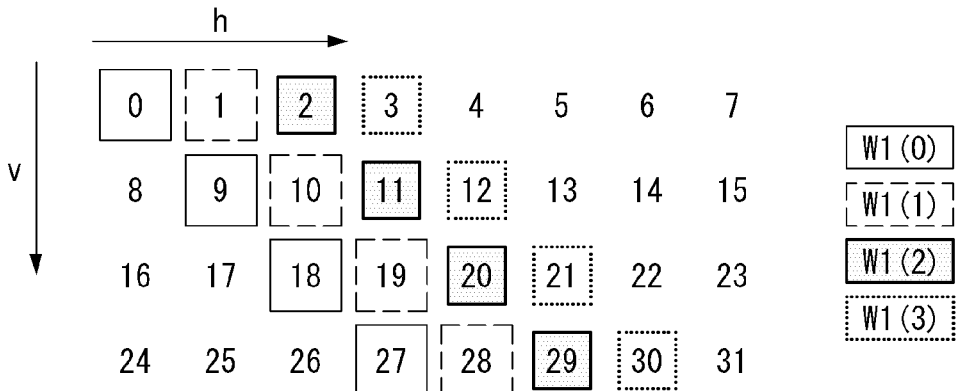 h
v
0 1 2 3 4 5 6 7
8 9 10 11 12 13 14 15
16 17 18 19 20 21 22 23
24 25 26 27 28 29 30 31
W1(0)
W1(1)
W1(2)
W1(3)